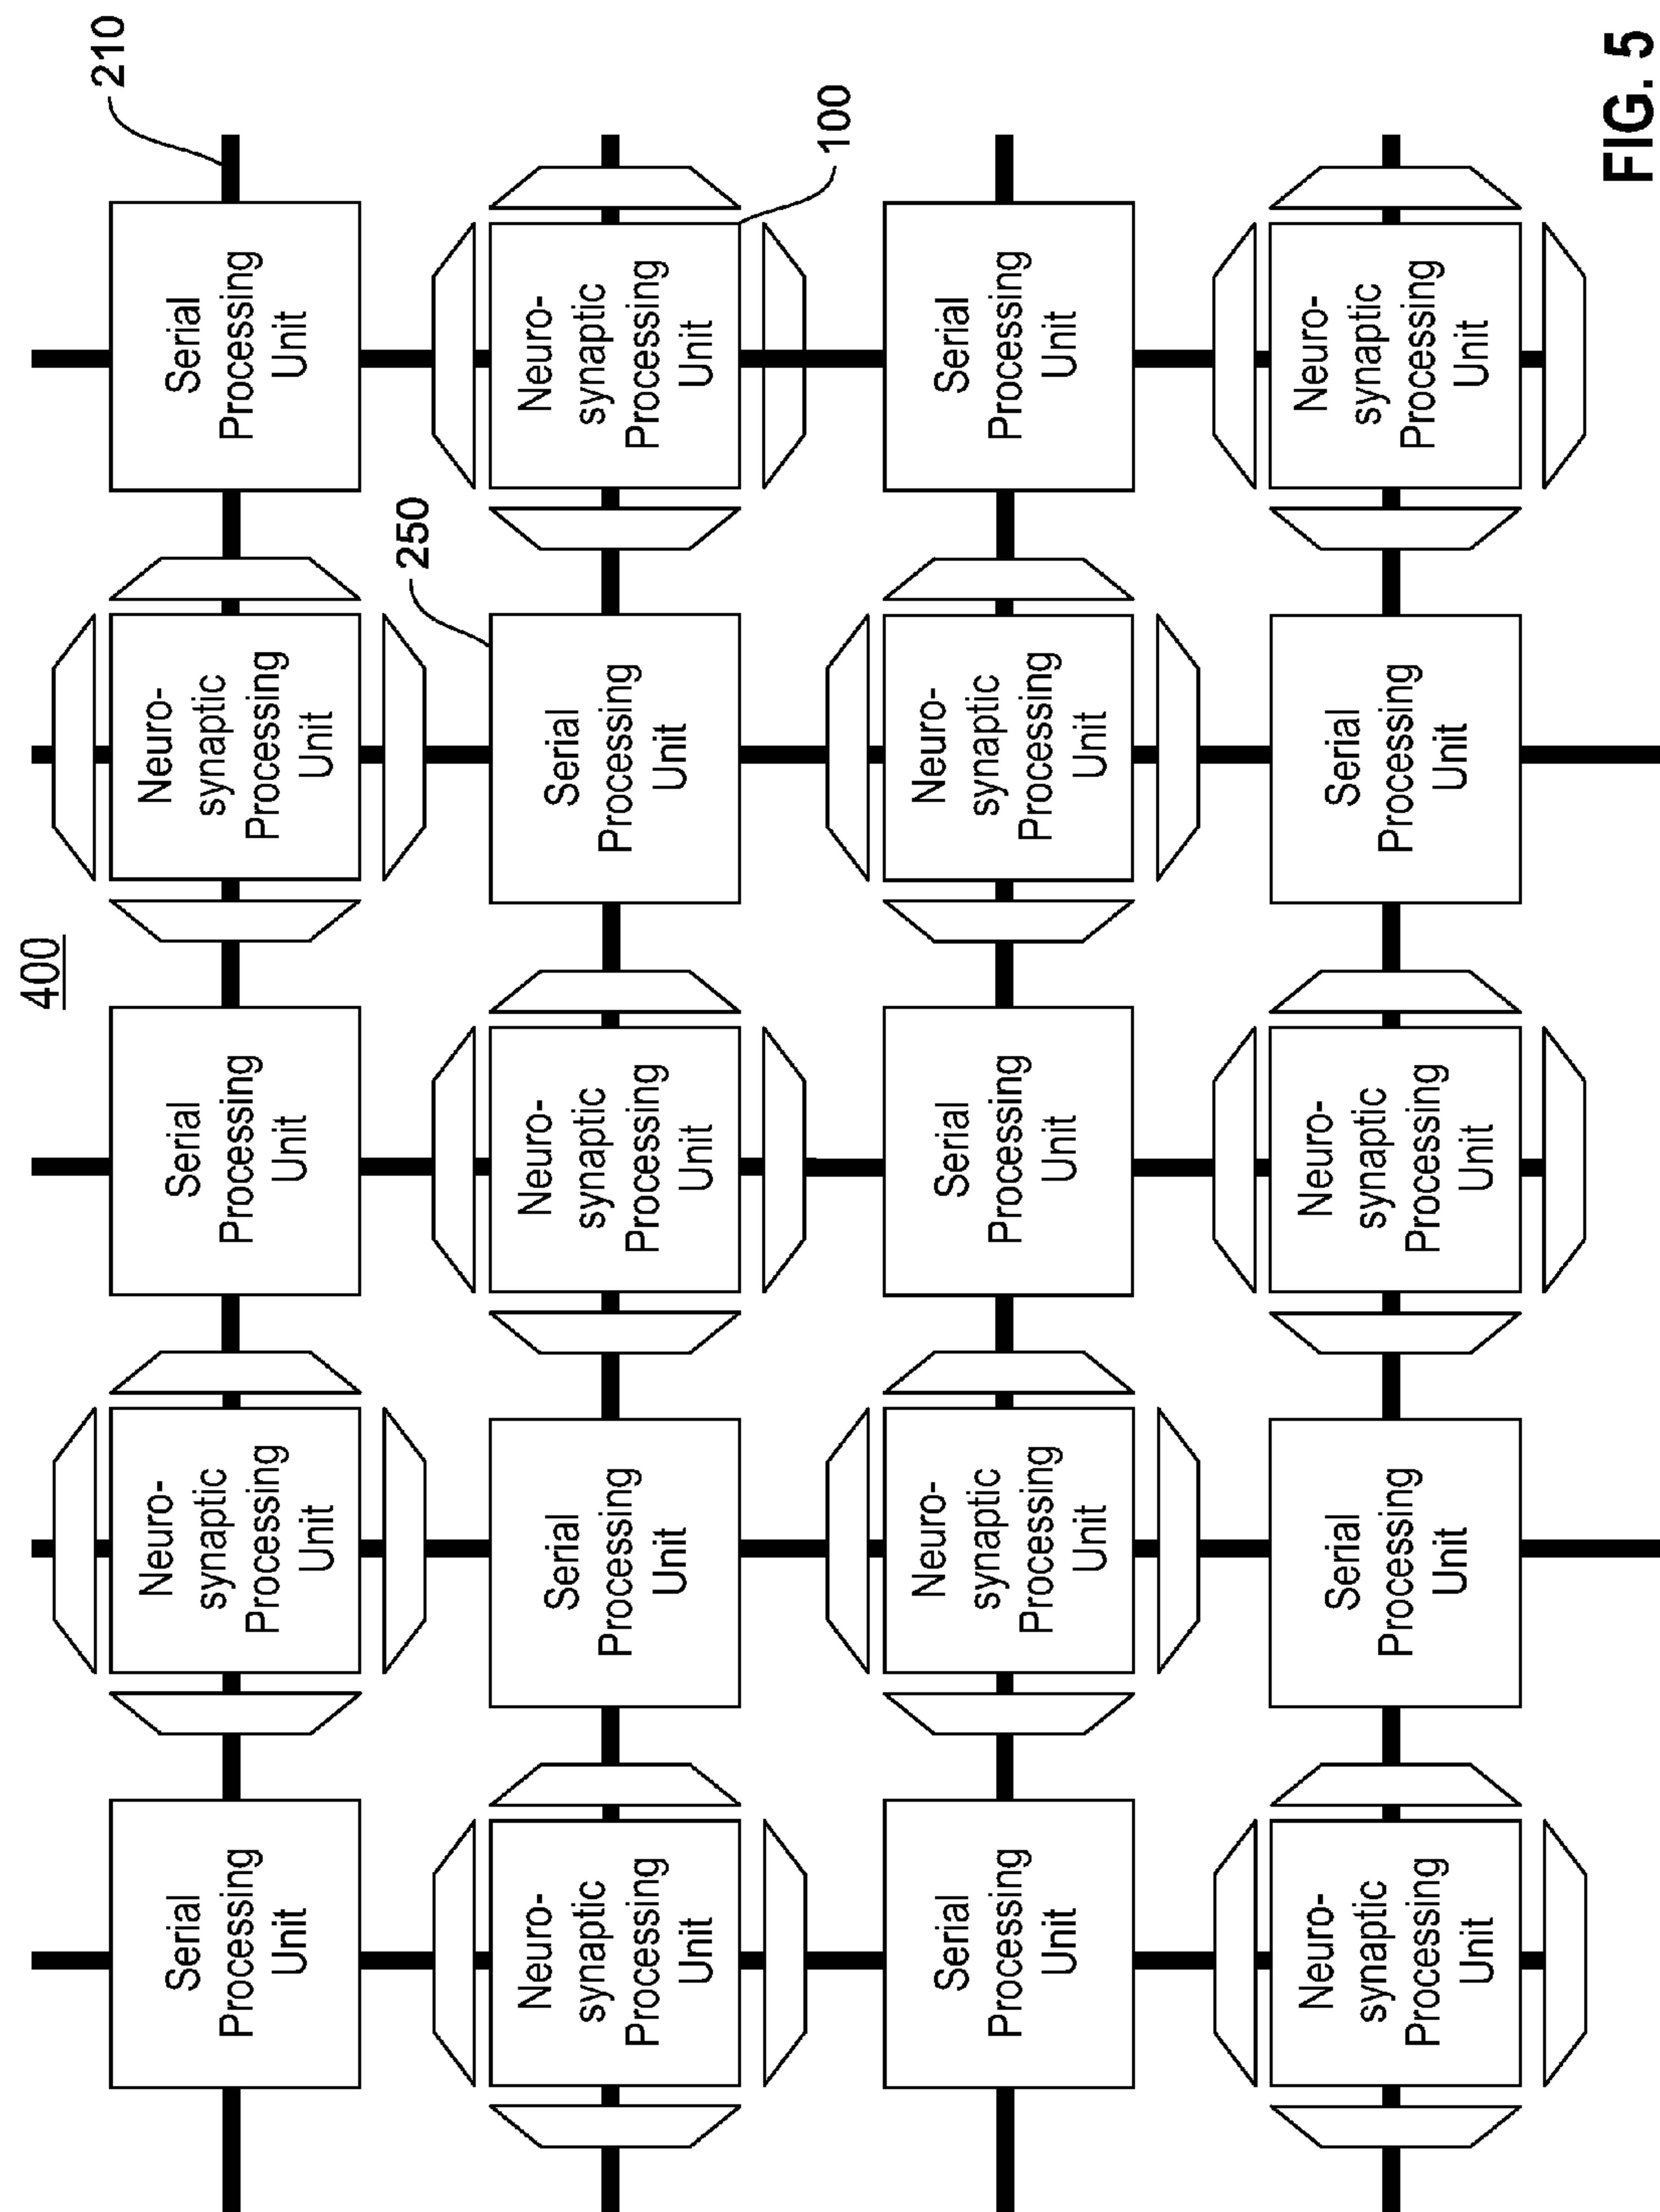 400
210
Serial
Processing
Unit
Neuro-
synaptic
Processing
Unit
Serial
Processing
Unit
Neuro-
synaptic
Processing
Unit
Serial
Processing
Unit
250
Neuro-
synaptic
Processing
Unit
Serial
Processing
Unit
Neuro-
synaptic
Processing
Unit
Serial
Processing
Unit
Neuro-
synaptic
Processing
Unit
100
Serial
Processing
Unit
Neuro-
synaptic
Processing
Unit
Serial
Processing
Unit
Neuro-
synaptic
Processing
Unit
Serial
Processing
Unit
Neuro-
synaptic
Processing
Unit
Serial
Processing
Unit
Neuro-
synaptic
Processing
Unit
Serial
Processing
Unit
Neuro-
synaptic
Processing
Unit
FIG. 5